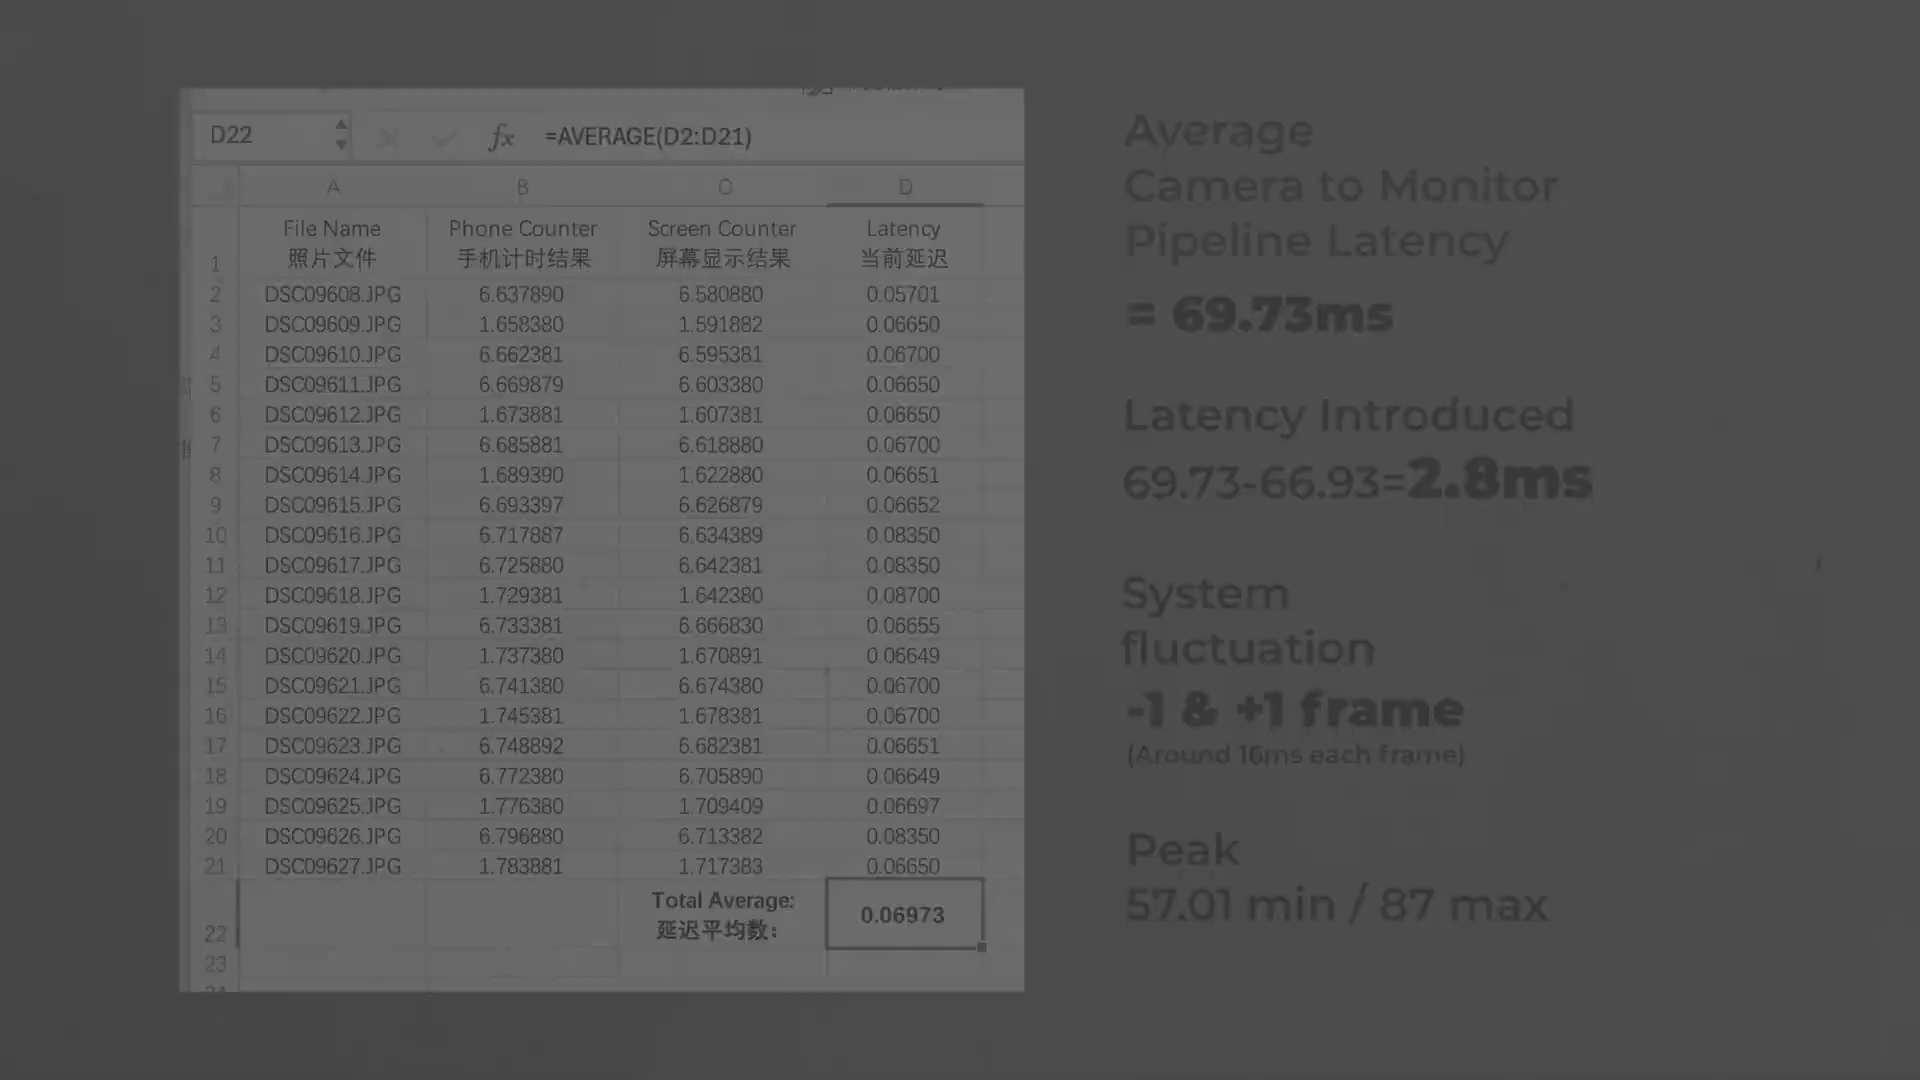 D22 fx =AVERAGE(D2:D21)
A B C D
File Name Phone Counter Screen Counter Latency
1 照片文件 手机计时结果 屏幕显示结果 当前延迟
2 DSC09608.JPG 6.637890 6.580880 0.05701
3 DSC09609.JPG 1.658380 1.591882 0.06650
4 DSC09610.JPG 6.662381 6.595381 0.06700
5 DSC09611.JPG 6.669879 6.603380 0.06650
6 DSC09612.JPG 1.673881 1.607381 0.06650
7 DSC09613.JPG 6.685881 6.618880 0.06700
8 DSC09614.JPG 1.689390 1.622880 0.06651
9 DSC09615.JPG 6.693397 6.626879 0.06652
10 DSC09616.JPG 6.717887 6.634389 0.08350
11 DSC09617.JPG 6.725880 6.642381 0.08350
12 DSC09618.JPG 1.729381 1.642380 0.08700
13 DSC09619.JPG 6.733381 6.666830 0.06655
14 DSC09620.JPG 1.737380 1.670891 0.06649
15 DSC09621.JPG 6.741380 6.674380 0.06700
16 DSC09622.JPG 1.745381 1.678381 0.06700
17 DSC09623.JPG 6.748892 6.682381 0.06651
18 DSC09624.JPG 6.772380 6.705890 0.06649
19 DSC09625.JPG 1.776380 1.709409 0.06697
20 DSC09626.JPG 6.796880 6.713382 0.08350
21 DSC09627.JPG 1.783881 1.717383 0.06650
Total Average: 0.06973
22 延迟平均数：
23
Average
Camera to Monitor
Pipeline Latency
= 69.73ms
Latency Introduced
69.73-66.93=2.8ms
System
fluctuation
-1 & +1 frame
(Around 16ms each frame)
Peak
57.01 min / 87 max